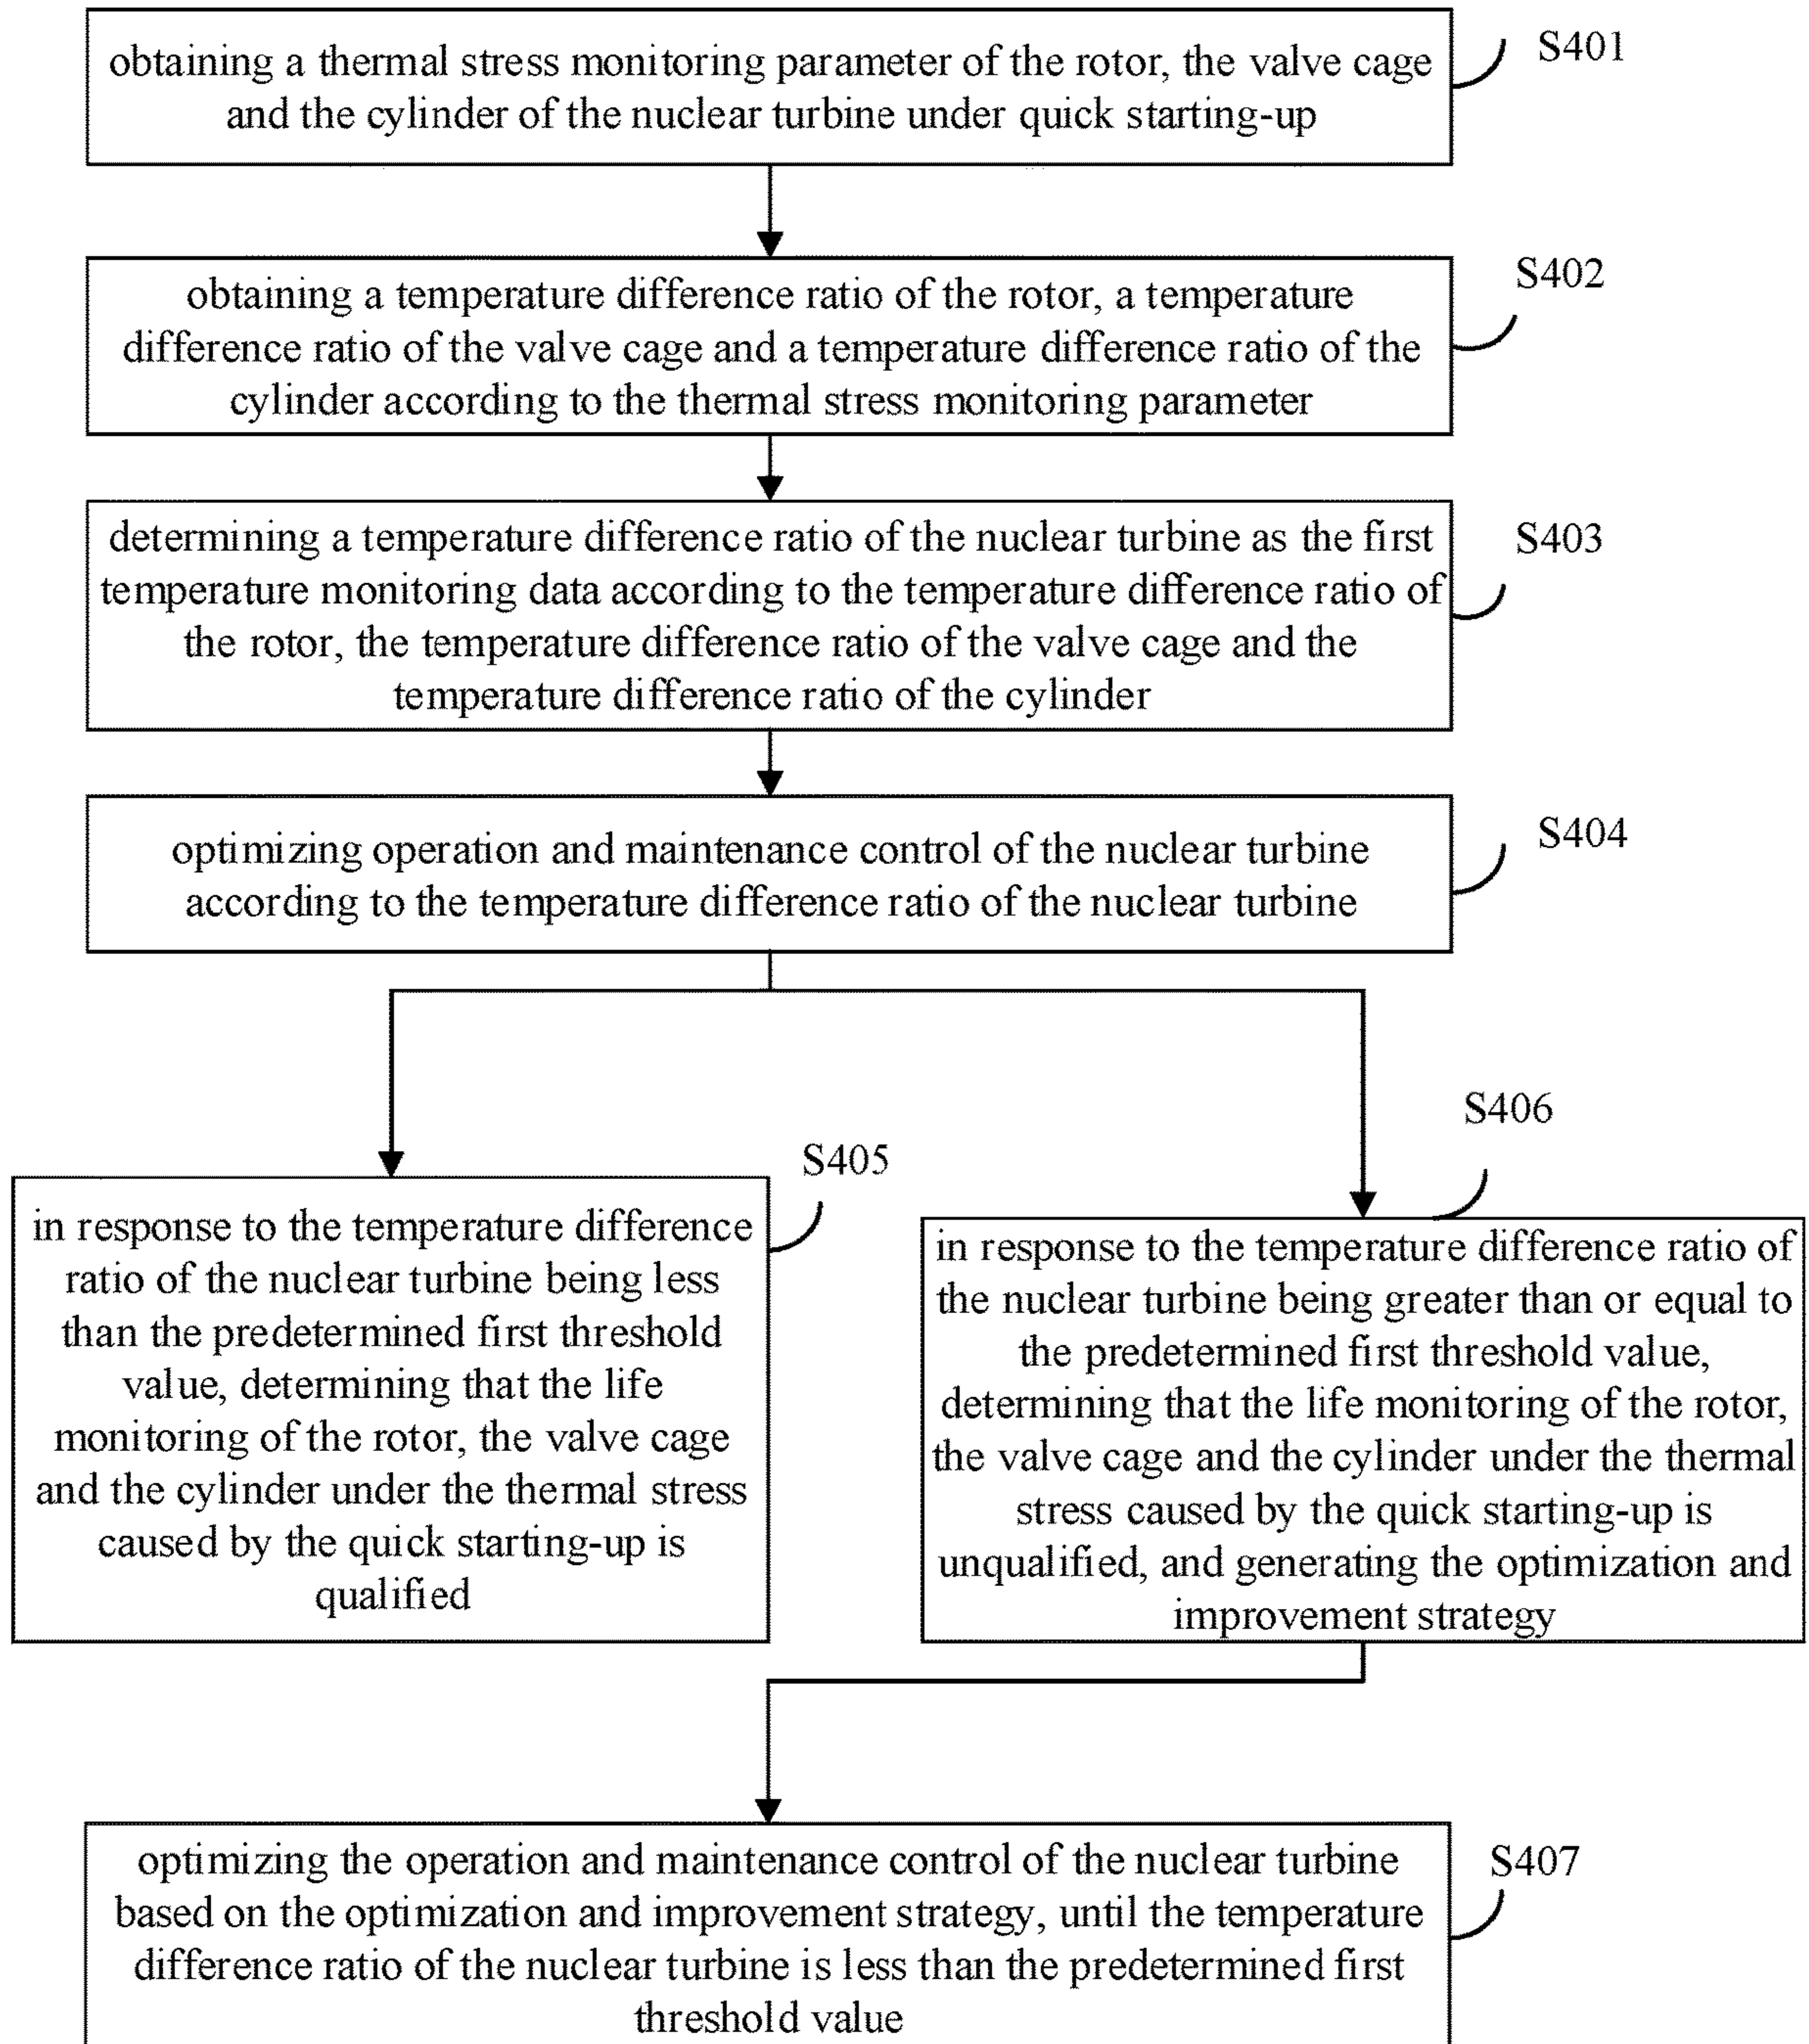 obtaining a thermal stress monitoring parameter of the rotor, the valve cage
and the cylinder of the nuclear turbine under quick starting-up
S401
obtaining a temperature difference ratio of the rotor, a temperature
difference ratio of the valve cage and a temperature difference ratio of the
cylinder according to the thermal stress monitoring parameter
S402
determining a temperature difference ratio of the nuclear turbine as the first
temperature monitoring data according to the temperature difference ratio of
the rotor, the temperature difference ratio of the valve cage and the
temperature difference ratio of the cylinder
S403
optimizing operation and maintenance control of the nuclear turbine
according to the temperature difference ratio of the nuclear turbine
S404
S405
in response to the temperature difference
ratio of the nuclear turbine being less
than the predetermined first threshold
value, determining that the life
monitoring of the rotor, the valve cage
and the cylinder under the thermal stress
caused by the quick starting-up is
qualified
S406
in response to the temperature difference ratio of
the nuclear turbine being greater than or equal to
the predetermined first threshold value,
determining that the life monitoring of the rotor,
the valve cage and the cylinder under the thermal
stress caused by the quick starting-up is
unqualified, and generating the optimization and
improvement strategy
optimizing the operation and maintenance control of the nuclear turbine
based on the optimization and improvement strategy, until the temperature
difference ratio of the nuclear turbine is less than the predetermined first
threshold value
S407